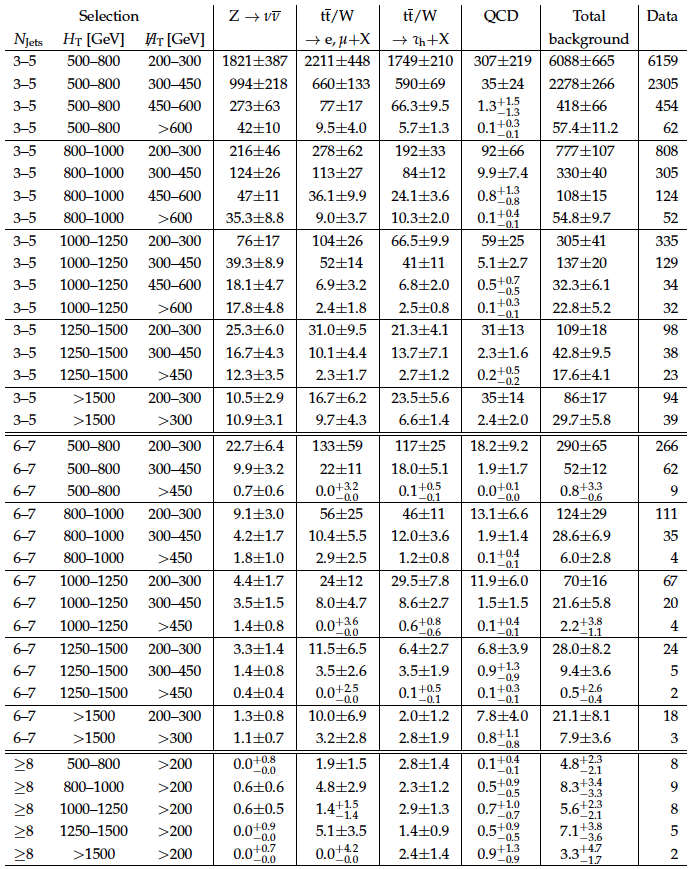 Selection Z → νν̅ tt̅/W tt̅/W QCD Total Data
N_Jets H_T [GeV] H̸_T [GeV] → e, μ+X → τ_h+X background
3–5 500–800 200–300 1821±387 2211±448 1749±210 307±219 6088±665 6159
3–5 500–800 300–450 994±218 660±133 590±69 35±24 2278±266 2305
3–5 500–800 450–600 273±63 77±17 66.3±9.5 1.3^{+1.5}_{−1.3} 418±66 454
3–5 500–800 >600 42±10 9.5±4.0 5.7±1.3 0.1^{+0.3}_{−0.1} 57.4±11.2 62
3–5 800–1000 200–300 216±46 278±62 192±33 92±66 777±107 808
3–5 800–1000 300–450 124±26 113±27 84±12 9.9±7.4 330±40 305
3–5 800–1000 450–600 47±11 36.1±9.9 24.1±3.6 0.8^{+1.3}_{−0.8} 108±15 124
3–5 800–1000 >600 35.3±8.8 9.0±3.7 10.3±2.0 0.1^{+0.4}_{−0.1} 54.8±9.7 52
3–5 1000–1250 200–300 76±17 104±26 66.5±9.9 59±25 305±41 335
3–5 1000–1250 300–450 39.3±8.9 52±14 41±11 5.1±2.7 137±20 129
3–5 1000–1250 450–600 18.1±4.7 6.9±3.2 6.8±2.0 0.5^{+0.7}_{−0.5} 32.3±6.1 34
3–5 1000–1250 >600 17.8±4.8 2.4±1.8 2.5±0.8 0.1^{+0.3}_{−0.1} 22.8±5.2 32
3–5 1250–1500 200–300 25.3±6.0 31.0±9.5 21.3±4.1 31±13 109±18 98
3–5 1250–1500 300–450 16.7±4.3 10.1±4.4 13.7±7.1 2.3±1.6 42.8±9.5 38
3–5 1250–1500 >450 12.3±3.5 2.3±1.7 2.7±1.2 0.2^{+0.5}_{−0.2} 17.6±4.1 23
3–5 >1500 200–300 10.5±2.9 16.7±6.2 23.5±5.6 35±14 86±17 94
3–5 >1500 >300 10.9±3.1 9.7±4.3 6.6±1.4 2.4±2.0 29.7±5.8 39
6–7 500–800 200–300 22.7±6.4 133±59 117±25 18.2±9.2 290±65 266
6–7 500–800 300–450 9.9±3.2 22±11 18.0±5.1 1.9±1.7 52±12 62
6–7 500–800 >450 0.7±0.6 0.0^{+3.2}_{−0.0} 0.1^{+0.5}_{−0.1} 0.0^{+0.1}_{−0.0} 0.8^{+3.3}_{−0.6} 9
6–7 800–1000 200–300 9.1±3.0 56±25 46±11 13.1±6.6 124±29 111
6–7 800–1000 300–450 4.2±1.7 10.4±5.5 12.0±3.6 1.9±1.4 28.6±6.9 35
6–7 800–1000 >450 1.8±1.0 2.9±2.5 1.2±0.8 0.1^{+0.4}_{−0.1} 6.0±2.8 4
6–7 1000–1250 200–300 4.4±1.7 24±12 29.5±7.8 11.9±6.0 70±16 67
6–7 1000–1250 300–450 3.5±1.5 8.0±4.7 8.6±2.7 1.5±1.5 21.6±5.8 20
6–7 1000–1250 >450 1.4±0.8 0.0^{+3.6}_{−0.0} 0.6^{+0.8}_{−0.6} 0.1^{+0.4}_{−0.1} 2.2^{+3.8}_{−1.1} 4
6–7 1250–1500 200–300 3.3±1.4 11.5±6.5 6.4±2.7 6.8±3.9 28.0±8.2 24
6–7 1250–1500 300–450 1.4±0.8 3.5±2.6 3.5±1.9 0.9^{+1.3}_{−0.9} 9.4±3.6 5
6–7 1250–1500 >450 0.4±0.4 0.0^{+2.5}_{−0.0} 0.1^{+0.5}_{−0.1} 0.1^{+0.3}_{−0.1} 0.5^{+2.6}_{−0.4} 2
6–7 >1500 200–300 1.3±0.8 10.0±6.9 2.0±1.2 7.8±4.0 21.1±8.1 18
6–7 >1500 >300 1.1±0.7 3.2±2.8 2.8±1.9 0.8^{+1.1}_{−0.8} 7.9±3.6 3
≥8 500–800 >200 0.0^{+0.8}_{−0.0} 1.9±1.5 2.8±1.4 0.1^{+0.4}_{−0.1} 4.8^{+2.3}_{−2.1} 8
≥8 800–1000 >200 0.6±0.6 4.8±2.9 2.3±1.2 0.5^{+0.9}_{−0.5} 8.3^{+3.4}_{−3.3} 9
≥8 1000–1250 >200 0.6±0.5 1.4^{+1.5}_{−1.4} 2.9±1.3 0.7^{+1.0}_{−0.7} 5.6^{+2.3}_{−2.1} 8
≥8 1250–1500 >200 0.0^{+0.9}_{−0.0} 5.1±3.5 1.4±0.9 0.5^{+0.9}_{−0.5} 7.1^{+3.8}_{−3.6} 5
≥8 >1500 >200 0.0^{+0.7}_{−0.0} 0.0^{+4.2}_{−0.0} 2.4±1.4 0.9^{+1.3}_{−0.9} 3.3^{+4.7}_{−1.7} 2